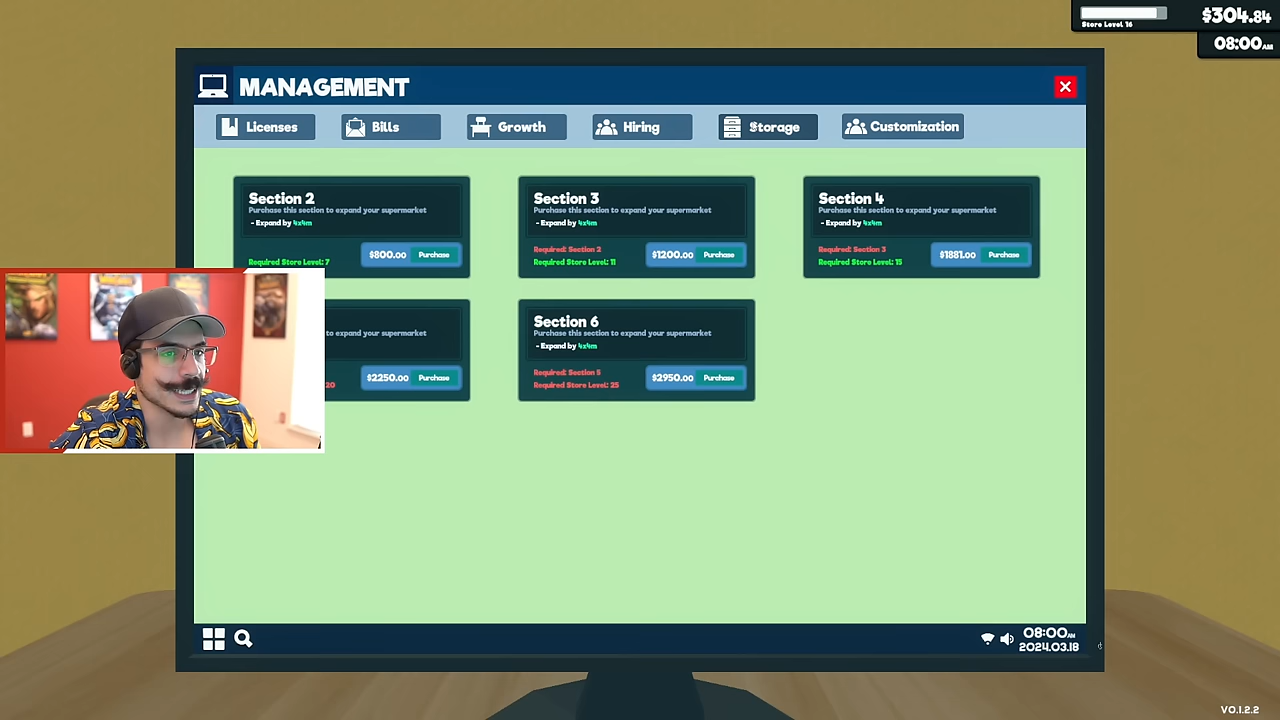 $304.84
Store Level 16
08:00AM
MANAGEMENT
Licenses
Bills
Growth
Hiring
Storage
Customization
Section 2
Purchase this section to expand your supermarket
- Expand by 4x4m
Required Store Level: 7
$800.00 Purchase
Section 3
Purchase this section to expand your supermarket
- Expand by 4x4m
Required: Section 2
Required Store Level: 11
$1200.00 Purchase
Section 4
Purchase this section to expand your supermarket
- Expand by 4x4m
Required: Section 3
Required Store Level: 15
$1881.00 Purchase
to expand your supermarket
20
$2250.00 Purchase
Section 6
Purchase this section to expand your supermarket
- Expand by 4x4m
Required: Section 5
Required Store Level: 25
$2950.00 Purchase
08:00AM
2024.03.18
V0.1.2.2